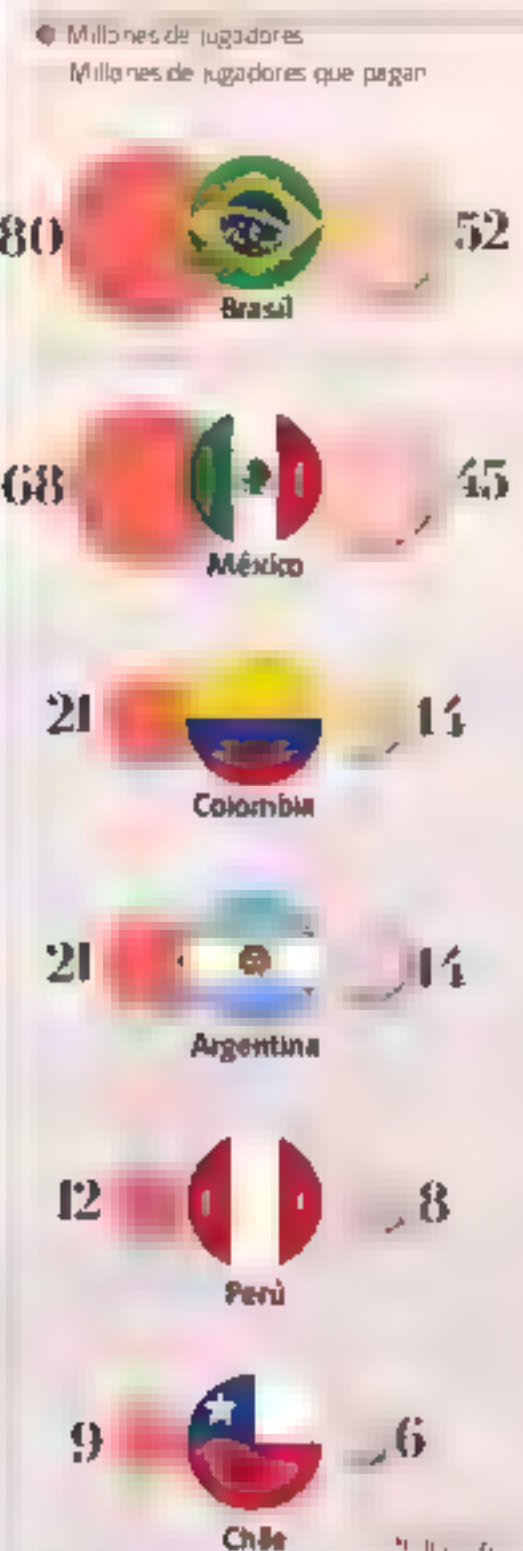 Millones de jugadores
Millones de jugadores que pagan
80 52
Brasil
68 45
México
21 14
Colombia
21 14
Argentina
12 8
Perú
9 6
Chile